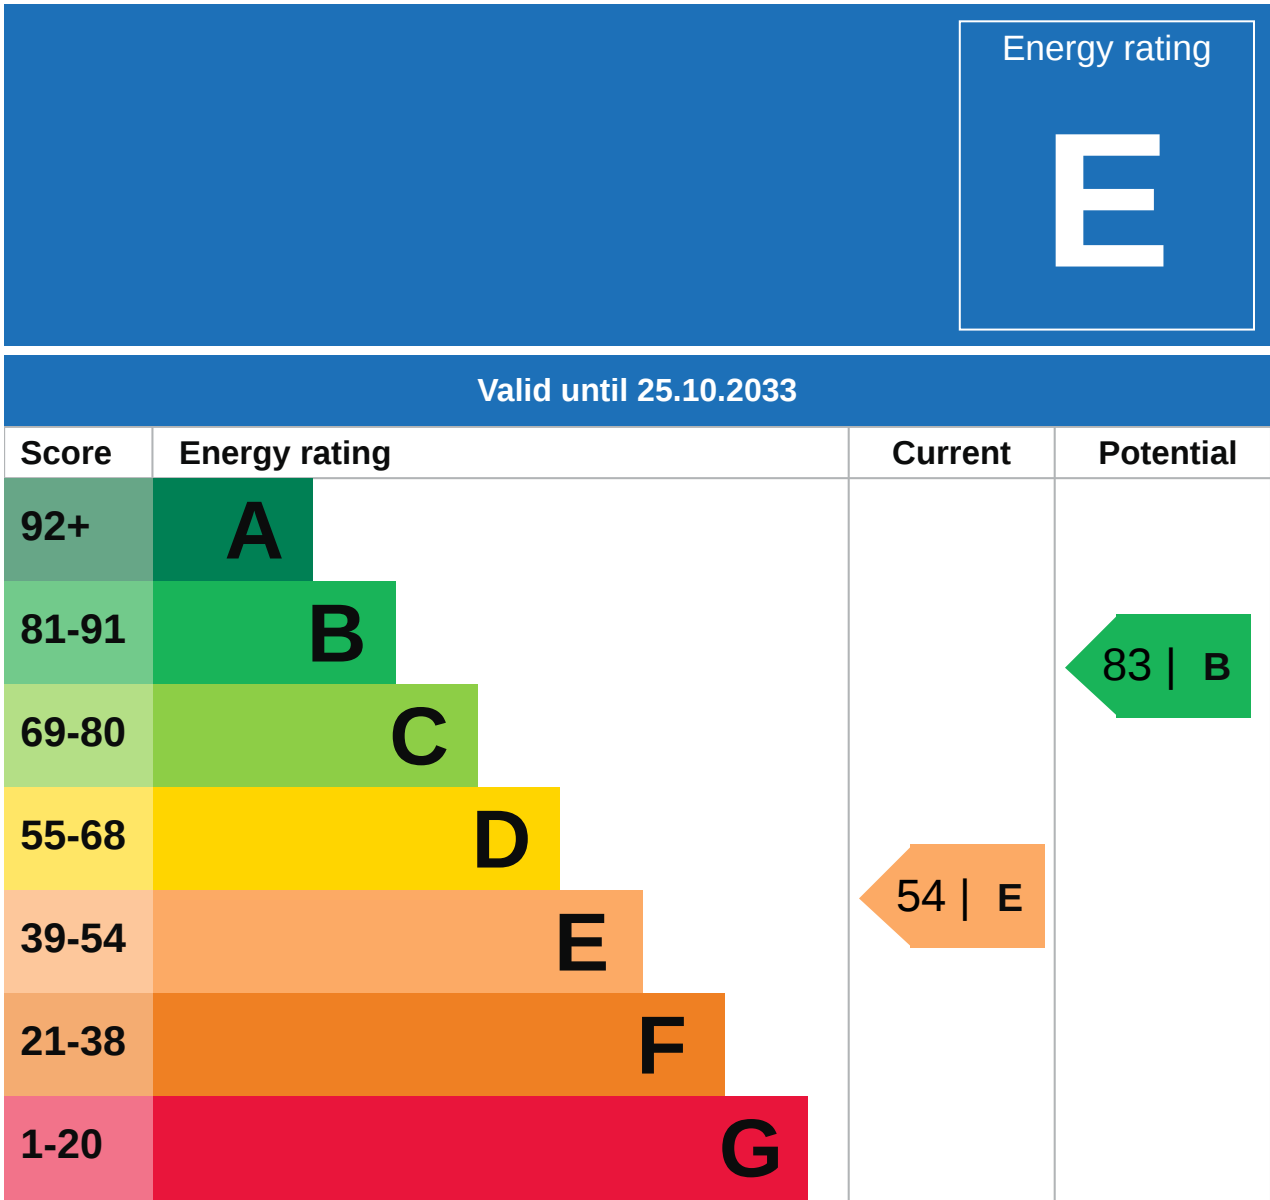 Energy rating
E
Valid until 25.10.2033
Score Energy rating Current Potential
92+ A
81-91 B
83 | B
69-80 C
55-68 D
54 | E
39-54 E
21-38 F
1-20 G